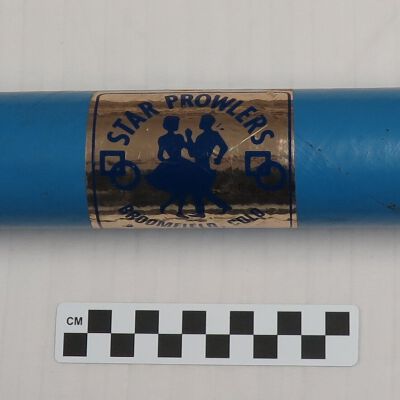 STAR PROWLERS
BROOMFIELD, COLO.
CM